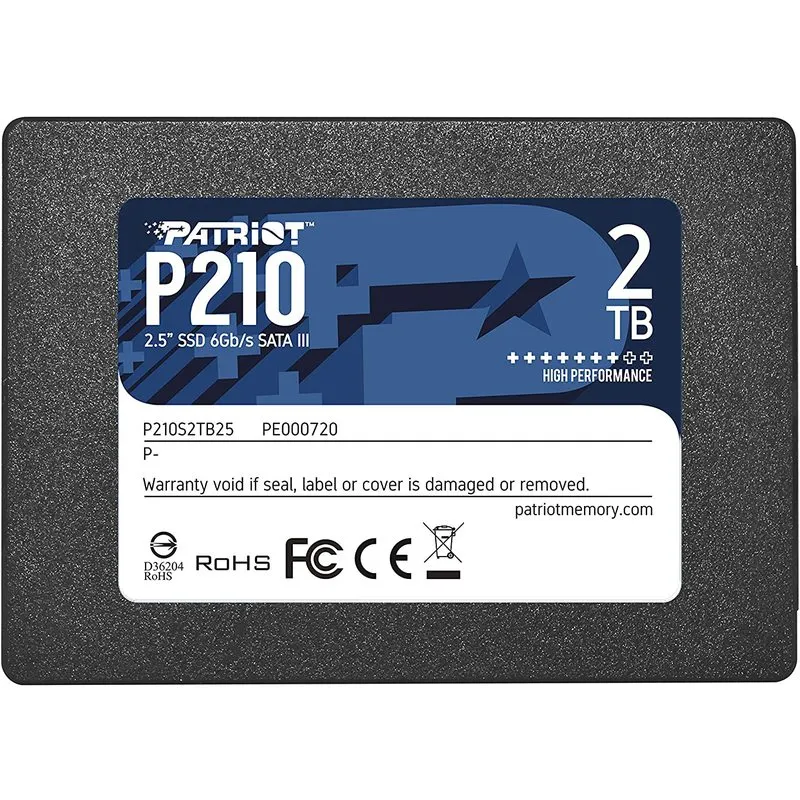 PATRIOT™
P210
2.5" SSD 6Gb/s SATA III
2
TB
HIGH PERFORMANCE
P210S2TB25 PE000720
P-
Warranty void if seal, label or cover is damaged or removed.
patriotmemory.com
D36204
RoHS
RoHS
FC CE